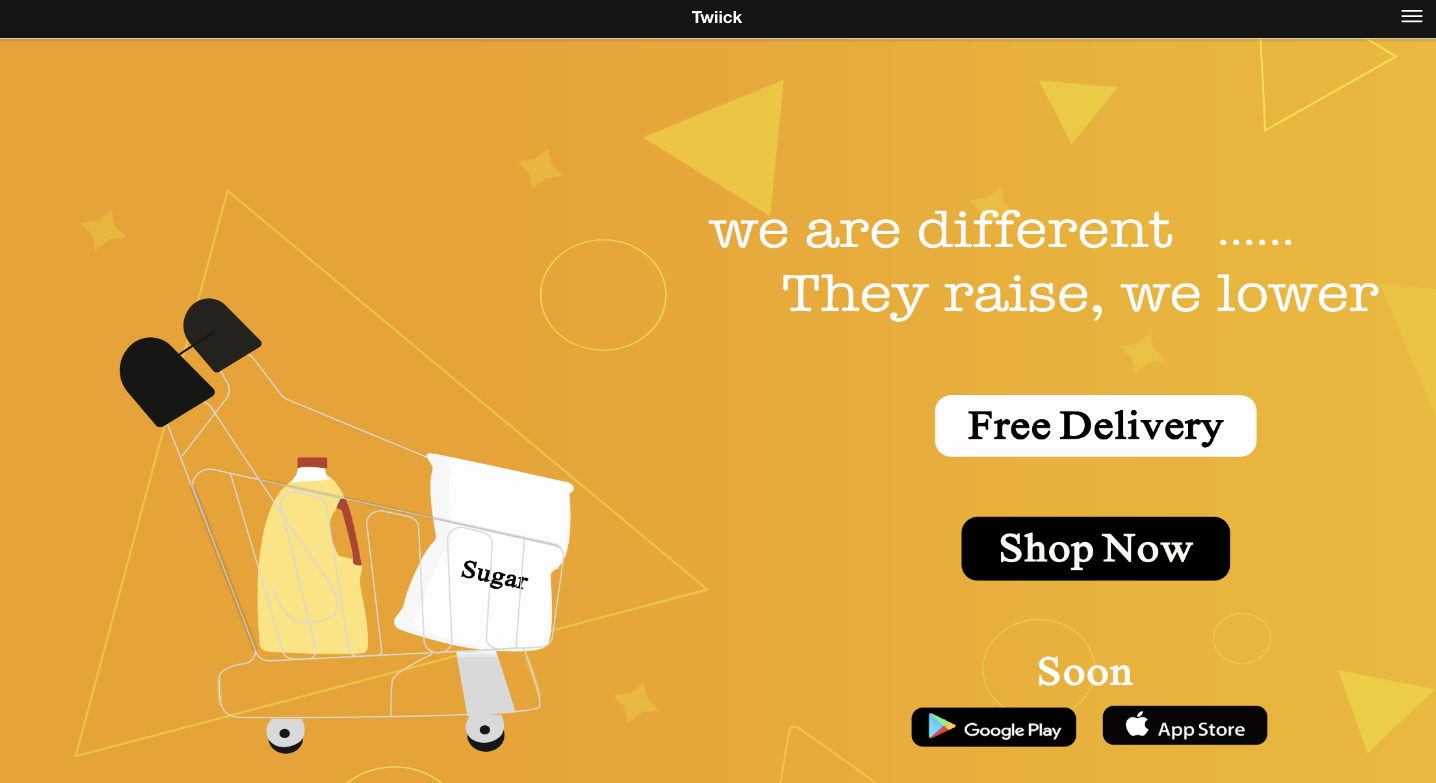 Twiick
we are different ......
They raise, we lower
Free Delivery
Sugar
Shop Now
Soon
Google Play
App Store